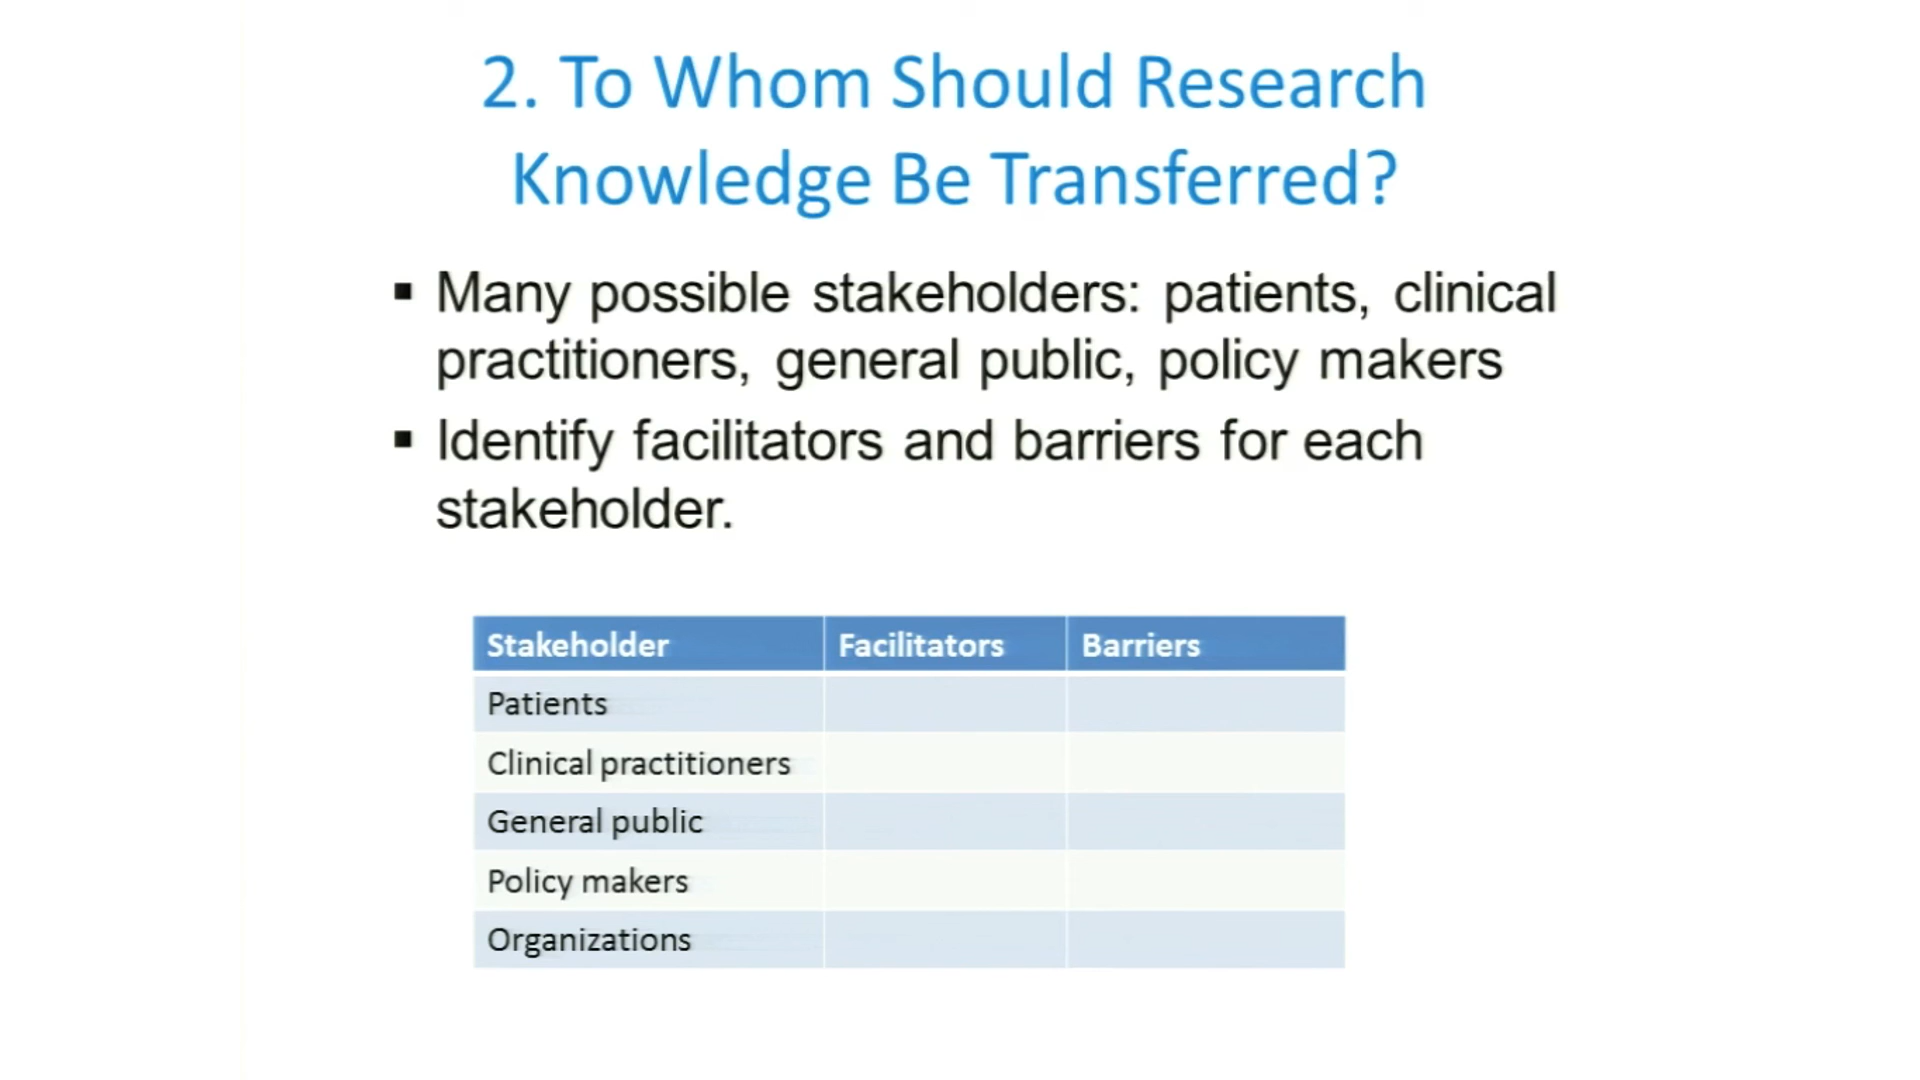 2. To Whom Should Research
Knowledge Be Transferred?
▪ Many possible stakeholders: patients, clinical
practitioners, general public, policy makers
▪ Identify facilitators and barriers for each
stakeholder.
Stakeholder Facilitators Barriers
Patients
Clinical practitioners
General public
Policy makers
Organizations